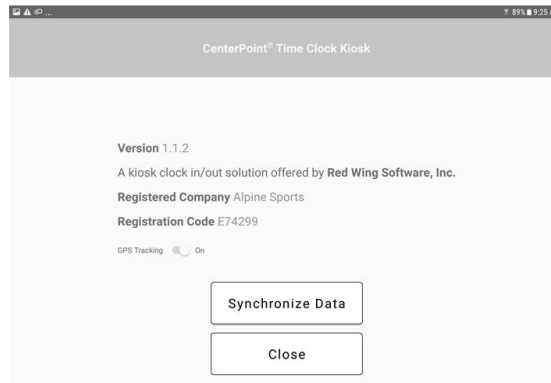 ... 89% 9:25
CenterPoint® Time Clock Kiosk
Version 1.1.2
A kiosk clock in/out solution offered by Red Wing Software, Inc.
Registered Company Alpine Sports
Registration Code E74299
GPS Tracking On
Synchronize Data
Close